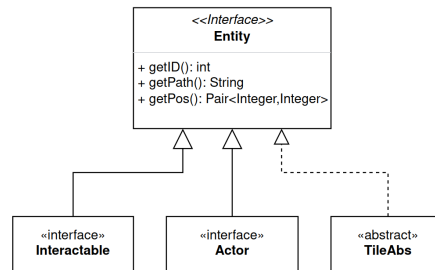 <<Interface>>
Entity
+ getID(): int
+ getPath(): String
+ getPos(): Pair<Integer,Integer>
«interface»
Interactable
«interface»
Actor
«abstract»
TileAbs